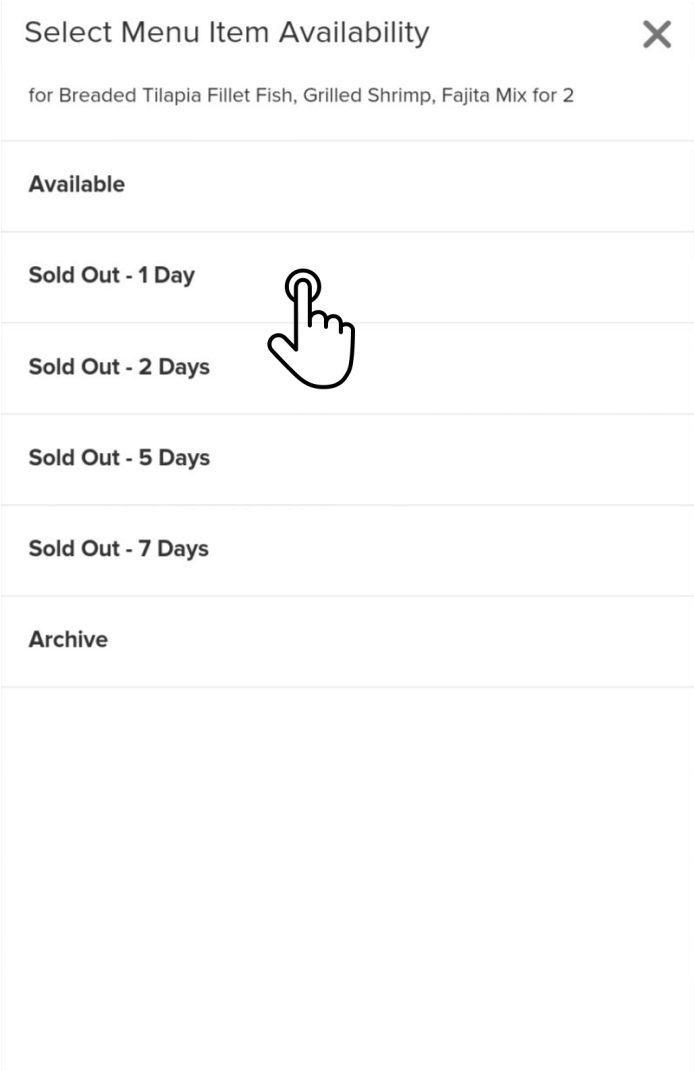 Select Menu Item Availability
for Breaded Tilapia Fillet Fish, Grilled Shrimp, Fajita Mix for 2
Available
Sold Out - 1 Day
Sold Out - 2 Days
Sold Out - 5 Days
Sold Out - 7 Days
Archive